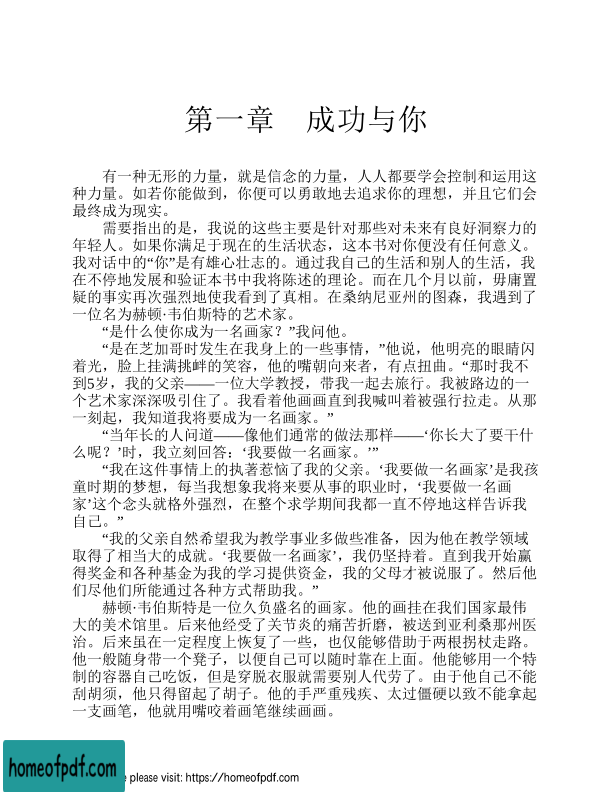 第一章　成功与你
有一种无形的力量，就是信念的力量，人人都要学会控制和运用这
种力量。如若你能做到，你便可以勇敢地去追求你的理想，并且它们会
最终成为现实。
需要指出的是，我说的这些主要是针对那些对未来有良好洞察力的
年轻人。如果你满足于现在的生活状态，这本书对你便没有任何意义。
我对话中的“你”是有雄心壮志的。通过我自己的生活和别人的生活，我
在不停地发展和验证本书中我将陈述的理论。而在几个月以前，毋庸置
疑的事实再次强烈地使我看到了真相。在桑纳尼亚州的图森，我遇到了
一位名为赫顿·韦伯斯特的艺术家。
“是什么使你成为一名画家？”我问他。
“是在芝加哥时发生在我身上的一些事情，”他说，他明亮的眼睛闪
着光，脸上挂满挑衅的笑容，他的嘴朝向来者，有点扭曲。“那时我不
到5岁，我的父亲——一位大学教授，带我一起去旅行。我被路边的一
个艺术家深深吸引住了。我看着他画画直到我喊叫着被强行拉走。从那
一刻起，我知道我将要成为一名画家。”
“当年长的人问道——像他们通常的做法那样——‘你长大了要干什
么呢？’时，我立刻回答：‘我要做一名画家。’”
“我在这件事情上的执著惹恼了我的父亲。‘我要做一名画家’是我孩
童时期的梦想，每当我想象我将来要从事的职业时，‘我要做一名画
家’这个念头就格外强烈，在整个求学期间我都一直不停地这样告诉我
自己。”
“我的父亲自然希望我为教学事业多做些准备，因为他在教学领域
取得了相当大的成就。‘我要做一名画家’，我仍坚持着。直到我开始赢
得奖金和各种基金为我的学习提供资金，我的父母才被说服了。然后他
们尽他们所能通过各种方式帮助我。”
赫顿·韦伯斯特是一位久负盛名的画家。他的画挂在我们国家最伟
大的美术馆里。后来他经受了关节炎的痛苦折磨，被送到亚利桑那州医
治。后来虽在一定程度上恢复了一些，也仅能够借助于两根拐杖走路。
他一般随身带一个凳子，以便自己可以随时靠在上面。他能够用一个特
制的容器自己吃饭，但是穿脱衣服就需要别人代劳了。由于他自己不能
刮胡须，他只得留起了胡子。他的手严重残疾、太过僵硬以致不能拿起
一支画笔，他就用嘴咬着画笔继续画画。
homeofpdf.com
e please visit: https://homeofpdf.com